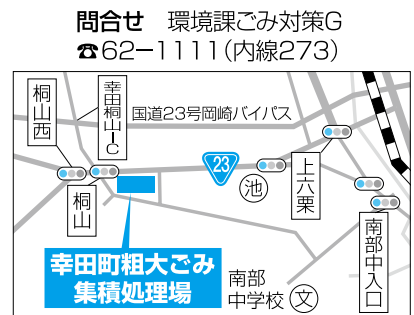 問合せ　環境課ごみ対策G
☎62−1111(内線273)
桐山西
幸田桐山IC
国道23号岡崎バイパス
桐山
23
池
上六栗
南部中入口
幸田町粗大ごみ
集積処理場
南部
中学校
文